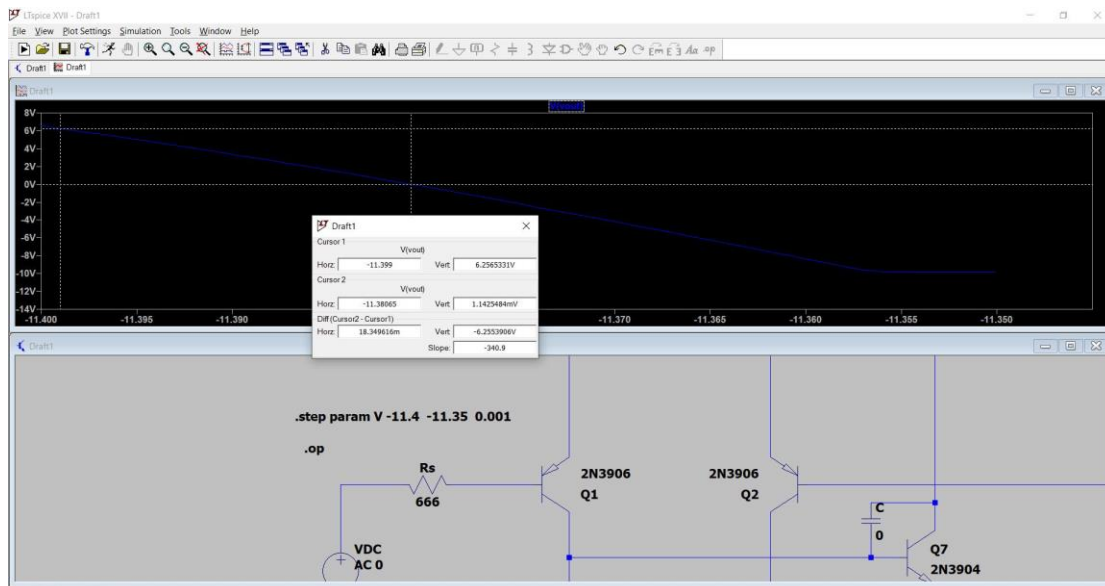 LTspice XVII - Draft1
File View Plot Settings Simulation Tools Window Help
Draft1 Draft1
Draft1
V(vout)
8V
6V
4V
2V
0V
-2V
-4V
-6V
-8V
-10V
-12V
-14V
-11.400 -11.395 -11.390 -11.370 -11.365 -11.360 -11.355 -11.350
Draft1
Cursor 1
V(vout)
Horz: -11.399 Vert: 6.2565331V
Cursor 2
V(vout)
Horz: -11.38065 Vert: 1.1425484mV
Diff (Cursor2 - Cursor1)
Horz: 18.349616m Vert: -6.2553906V
Slope: -340.9
Draft1
.step param V -11.4 -11.35 0.001
.op
Rs
666
2N3906
Q1
2N3906
Q2
C
0
VDC
AC 0
Q7
2N3904